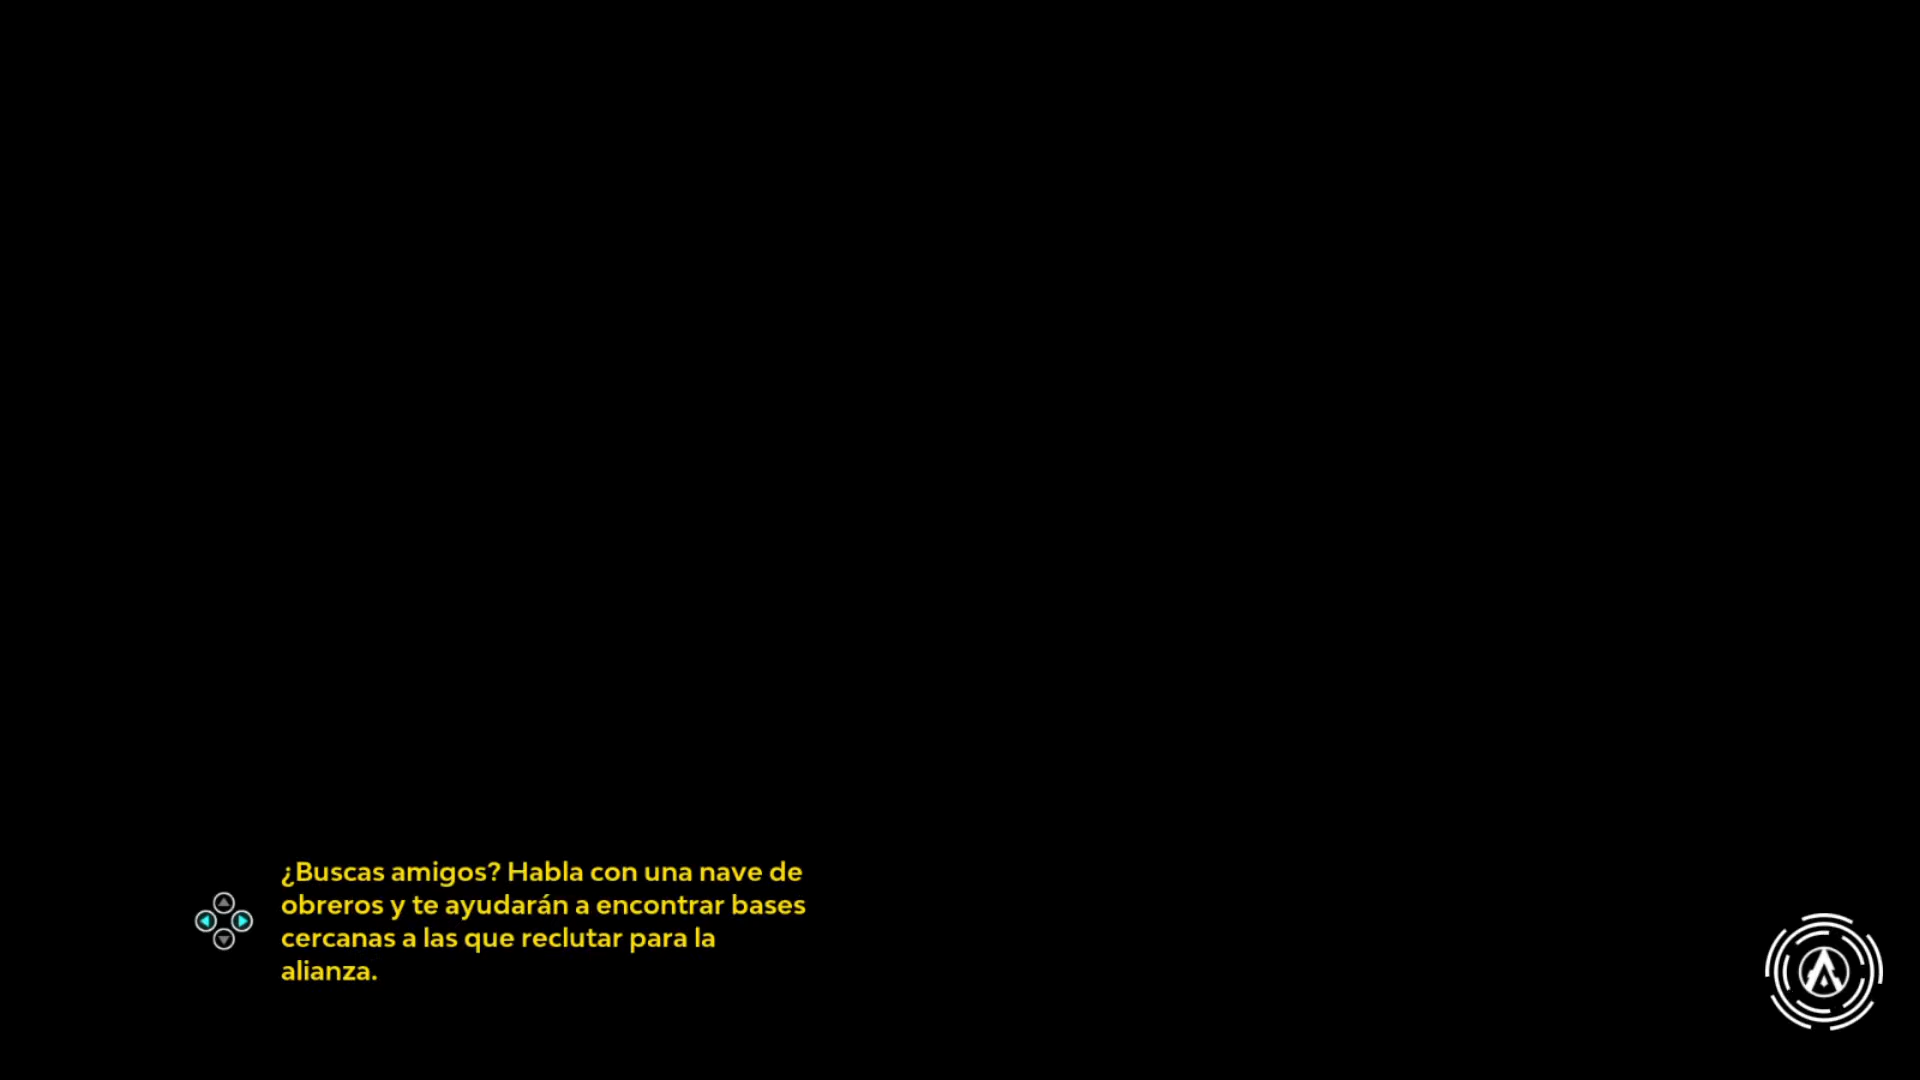 ¿Buscas amigos? Habla con una nave de
obreros y te ayudarán a encontrar bases
cercanas a las que reclutar para la
alianza.